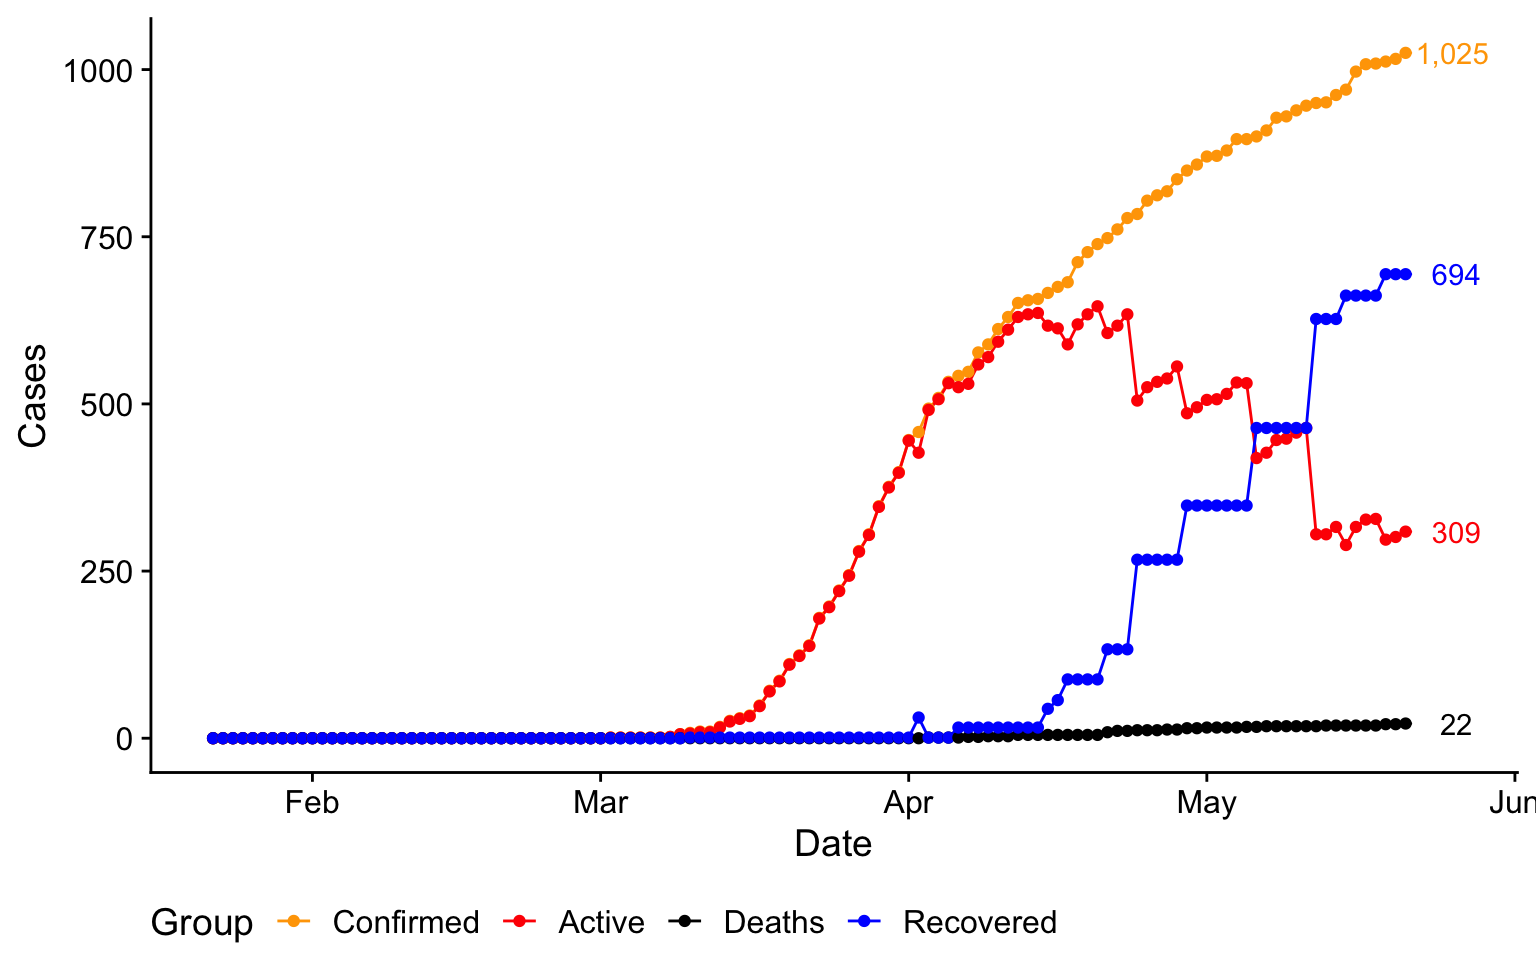 1000
750
500
250
0
Cases
1,025
694
309
22
Feb Mar Apr May Jun
Date
Group Confirmed Active Deaths Recovered